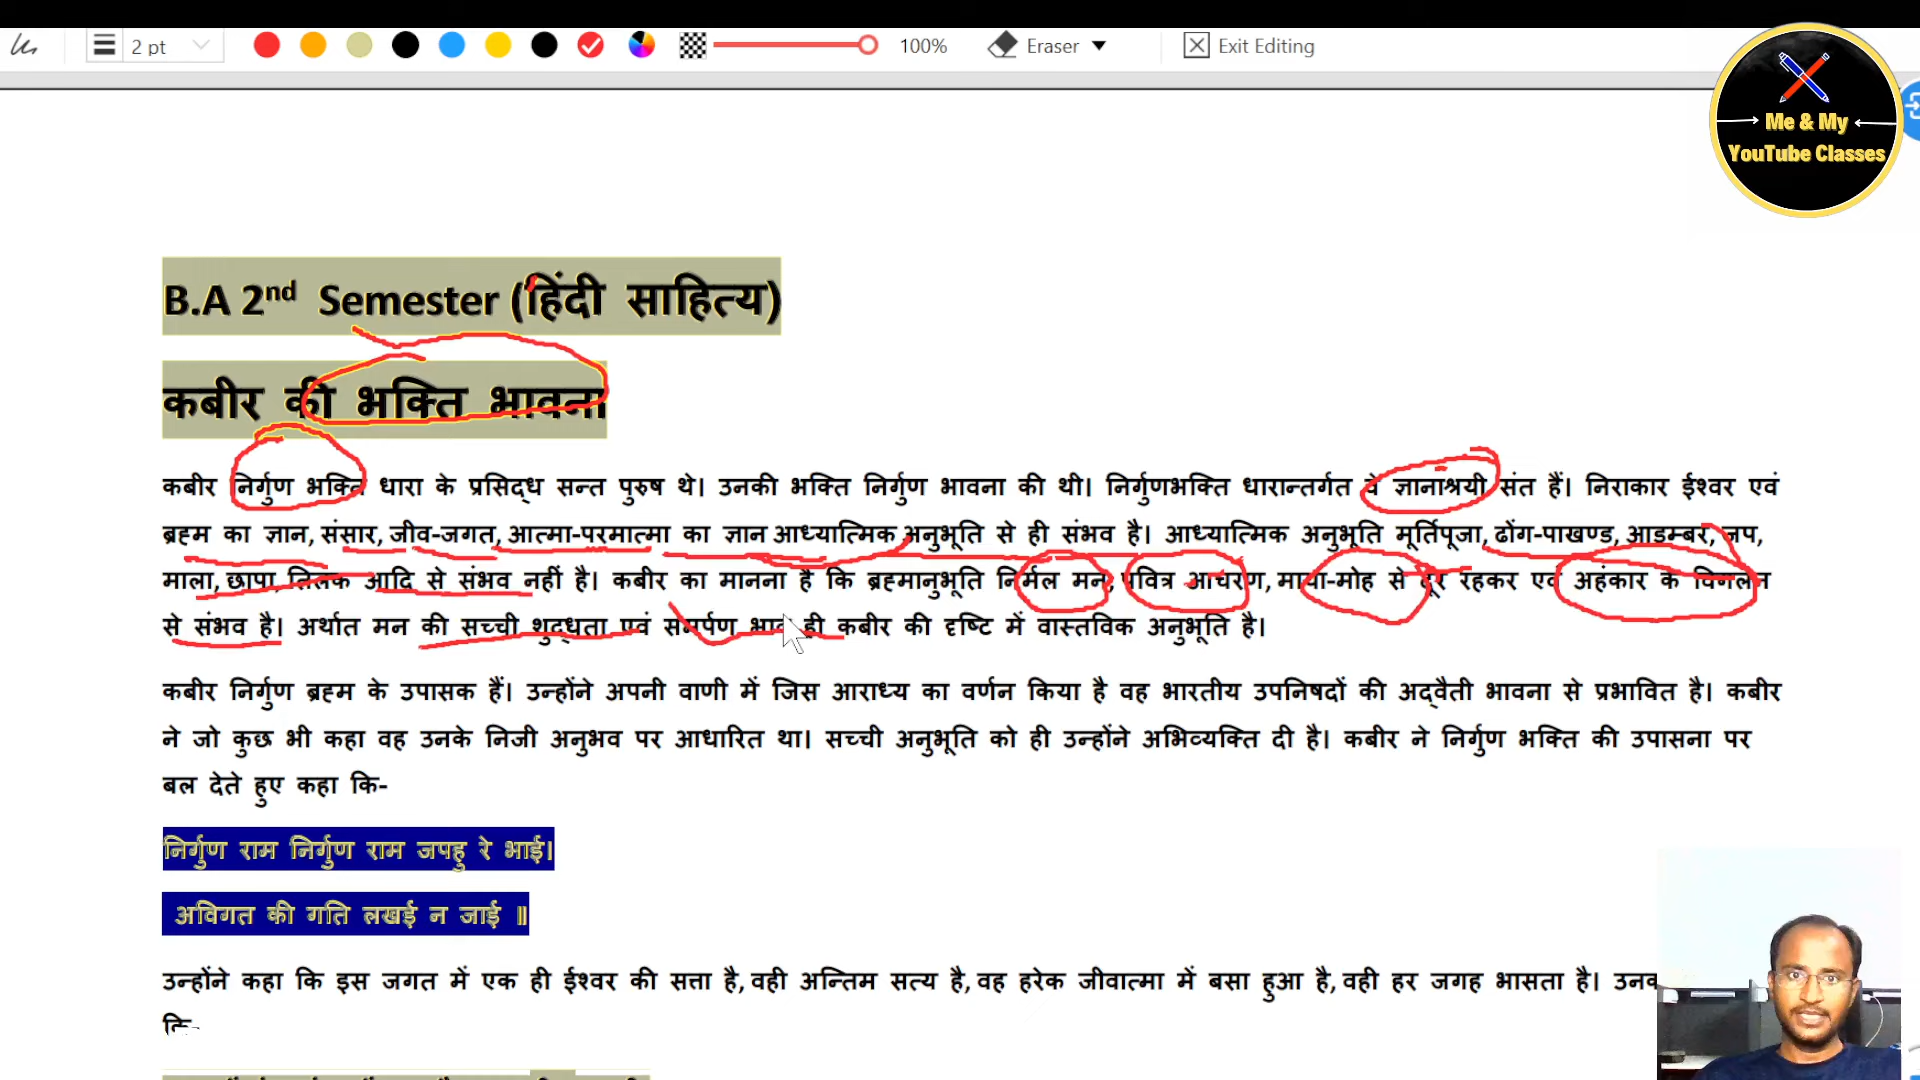 2 pt
100%
Eraser
Exit Editing
Me & My
YouTube Classes
B.A 2nd Semester (हिंदी साहित्य)
कबीर की भक्ति भावना
कबीर निर्गुण भक्ति धारा के प्रसिद्ध सन्त पुरुष थे। उनकी भक्ति निर्गुण भावना की थी। निर्गुणभक्ति धारान्तर्गत वे ज्ञानाश्रयी संत हैं। निराकार ईश्वर एवं
ब्रह्म का ज्ञान, संसार, जीव-जगत, आत्मा-परमात्मा का ज्ञान आध्यात्मिक अनुभूति से ही संभव है। आध्यात्मिक अनुभूति मूर्तिपूजा, ढोंग-पाखण्ड, आडम्बर, जप,
माला, छापा, तिलक आदि से संभव नहीं है। कबीर का मानना है कि ब्रह्मानुभूति निर्मल मन, पवित्र आचरण, माया-मोह से दूर रहकर एवं अहंकार के विगलन
से संभव है। अर्थात मन की सच्ची शुद्धता एवं समर्पण भाव ही कबीर की दृष्टि में वास्तविक अनुभूति है।
कबीर निर्गुण ब्रह्म के उपासक हैं। उन्होंने अपनी वाणी में जिस आराध्य का वर्णन किया है वह भारतीय उपनिषदों की अद्वैती भावना से प्रभावित है। कबीर
ने जो कुछ भी कहा वह उनके निजी अनुभव पर आधारित था। सच्ची अनुभूति को ही उन्होंने अभिव्यक्ति दी है। कबीर ने निर्गुण भक्ति की उपासना पर
बल देते हुए कहा कि-
निर्गुण राम निर्गुण राम जपहु रे भाई।
अविगत की गति लखई न जाई ॥
उन्होंने कहा कि इस जगत में एक ही ईश्वर की सत्ता है, वही अन्तिम सत्य है, वह हरेक जीवात्मा में बसा हुआ है, वही हर जगह भासता है।
कि-